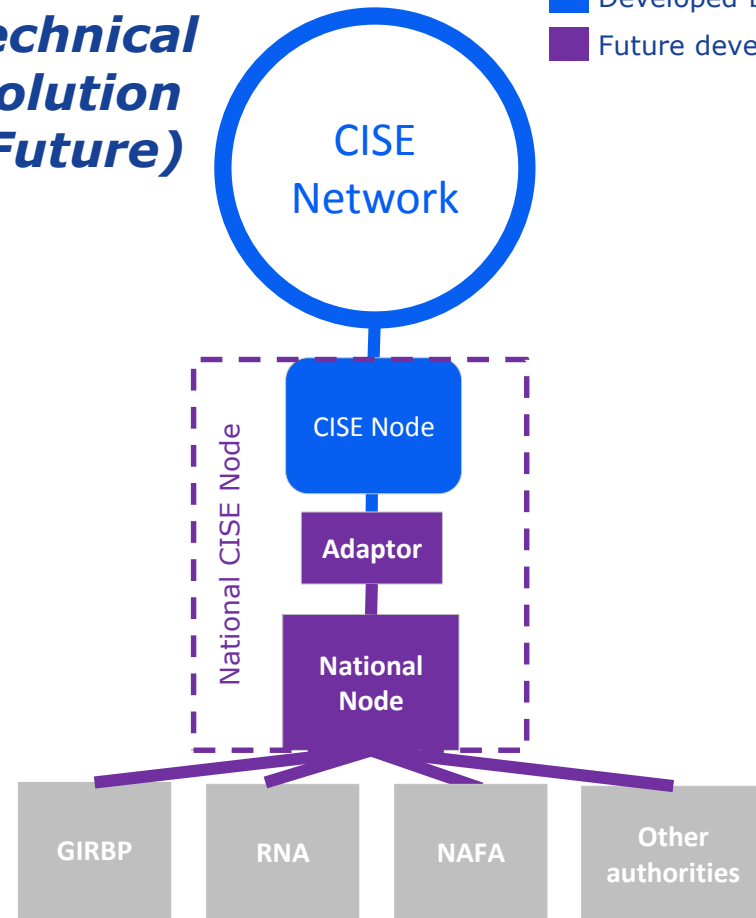 echnical
olution
Future)
Developed
Future deve
CISE
Network
National CISE Node
CISE Node
Adaptor
National
Node
GIRBP
RNA
NAFA
Other
authorities